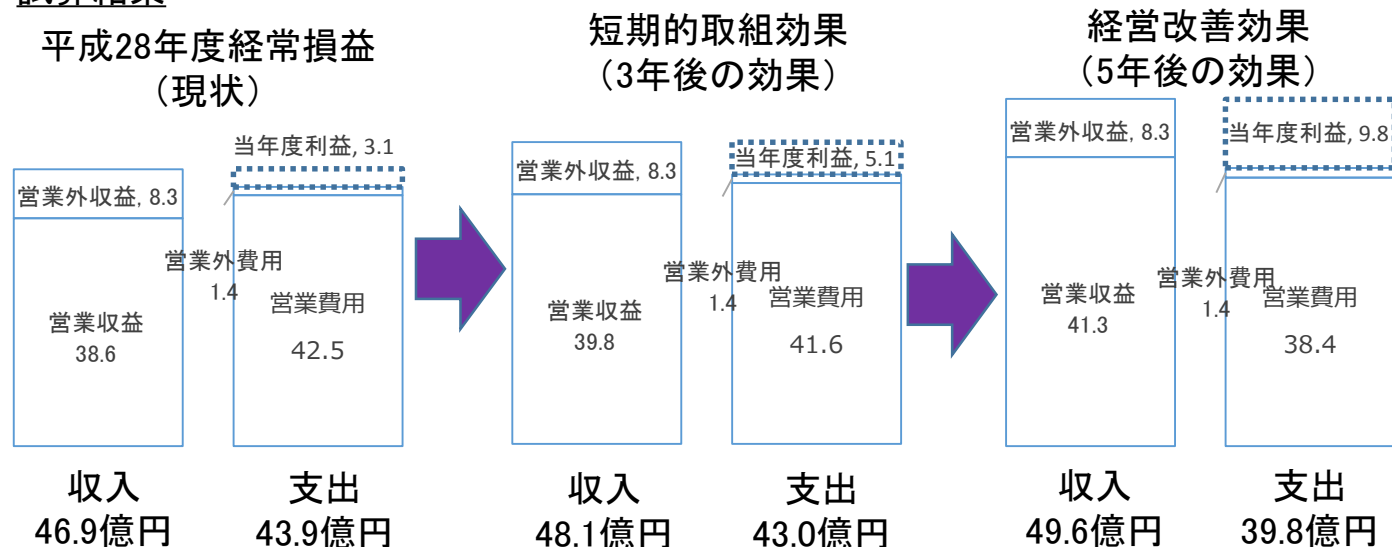 試算結果
平成28年度経常損益
（現状）
営業外収益, 8.3
営業収益
38.6
当年度利益, 3.1
営業外費用
1.4
営業費用
42.5
収入
46.9億円
支出
43.9億円
短期的取組効果
（3年後の効果）
営業外収益, 8.3
営業収益
39.8
当年度利益, 5.1
営業外費用
1.4
営業費用
41.6
収入
48.1億円
支出
43.0億円
経営改善効果
（5年後の効果）
営業外収益, 8.3
営業収益
41.3
当年度利益, 9.8
営業外費用
1.4
営業費用
38.4
収入
49.6億円
支出
39.8億円